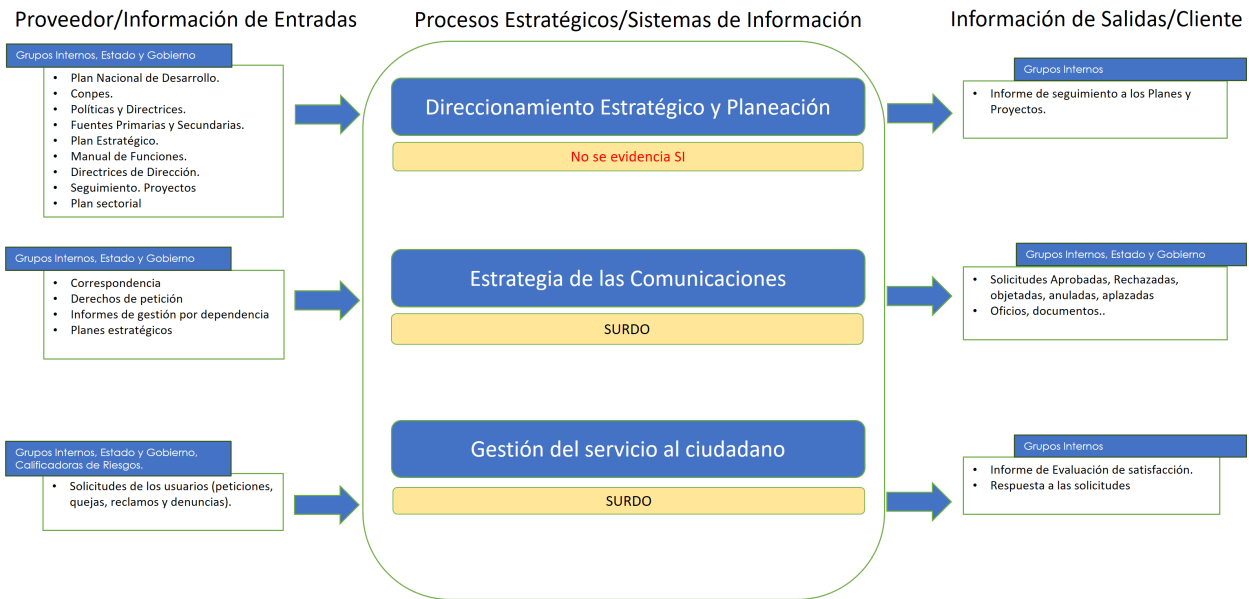 Proveedor/Información de Entradas
Procesos Estratégicos/Sistemas de Información
Información de Salidas/Cliente
Grupos Internos, Estado y Gobierno
• Plan Nacional de Desarrollo.
• Conpes.
• Políticas y Directrices.
• Fuentes Primarias y Secundarias.
• Plan Estratégico.
• Manual de Funciones.
• Directrices de Dirección.
• Seguimiento. Proyectos
• Plan sectorial
Direccionamiento Estratégico y Planeación
No se evidencia SI
Grupos Internos
• Informe de seguimiento a los Planes y
Proyectos.
Grupos Internos, Estado y Gobierno
• Correspondencia
• Derechos de petición
• Informes de gestión por dependencia
• Planes estratégicos
Estrategia de las Comunicaciones
SURDO
Grupos Internos, Estado y Gobierno
• Solicitudes Aprobadas, Rechazadas,
objetadas, anuladas, aplazadas
• Oficios, documentos..
Grupos Internos, Estado y Gobierno,
Calificadoras de Riesgos.
• Solicitudes de los usuarios (peticiones,
quejas, reclamos y denuncias).
Gestión del servicio al ciudadano
SURDO
Grupos Internos
• Informe de Evaluación de satisfacción.
• Respuesta a las solicitudes